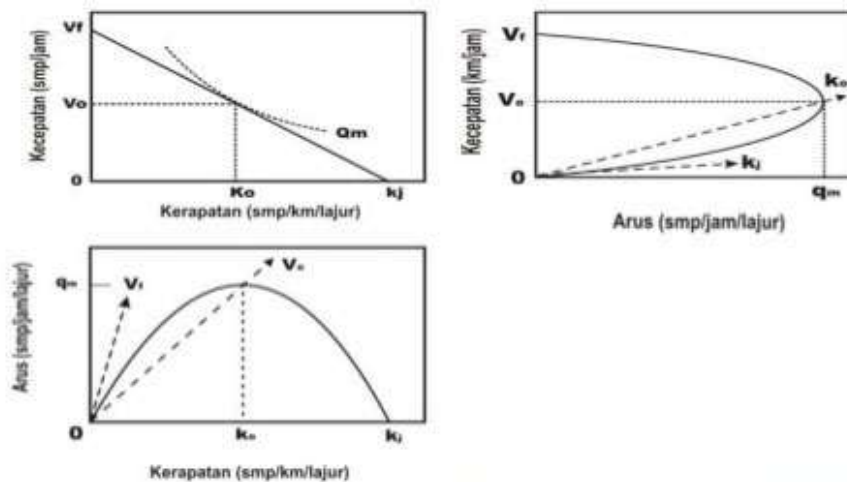 Vf
Kecepatan (smp/jam)
Vo
Qm
0
Ko
kj
Kerapatan (smp/km/lajur)
Vf
Kecepatan (km/jam)
Vo
ko
kj
0
qm
Arus (smp/jam/lajur)
qm
Vf
Vo
Arus (smp/jam/lajur)
0
ko
kj
Kerapatan (smp/km/lajur)